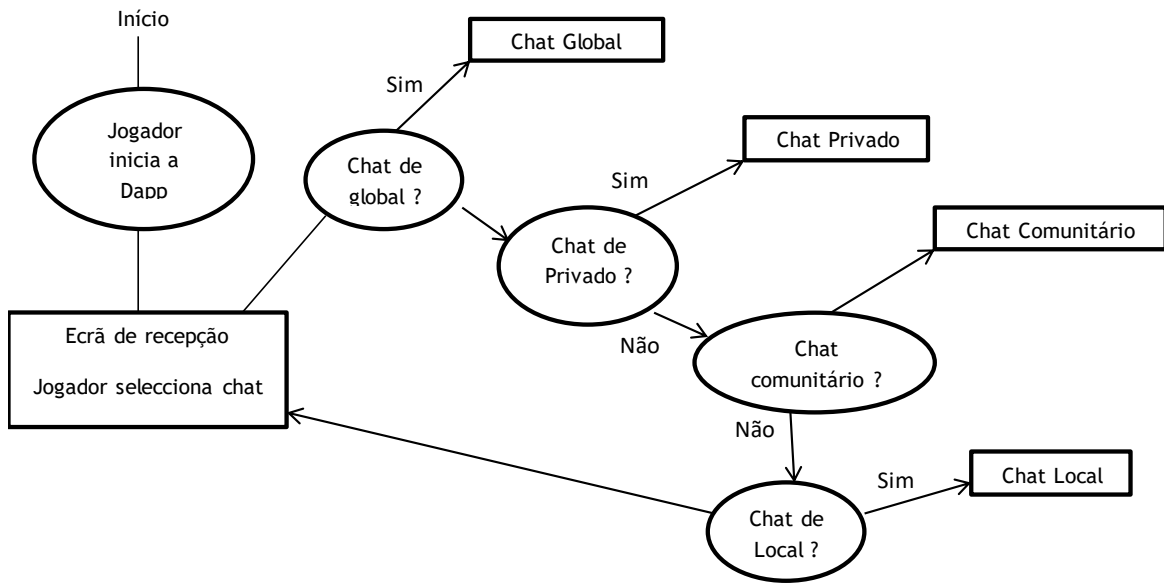 Início
Jogador
inicia a
Dapp
Ecrã de recepção
Jogador selecciona chat
Chat de
global ?
Sim
Chat Global
Chat de
Privado ?
Sim
Chat Privado
Não
Chat
comunitário ?
Chat Comunitário
Não
Chat de
Local ?
Sim
Chat Local